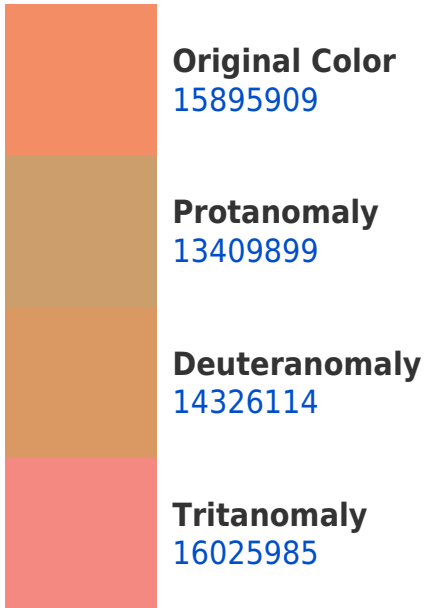 Original Color
15895909
Protanomaly
13409899
Deuteranomaly
14326114
Tritanomaly
16025985